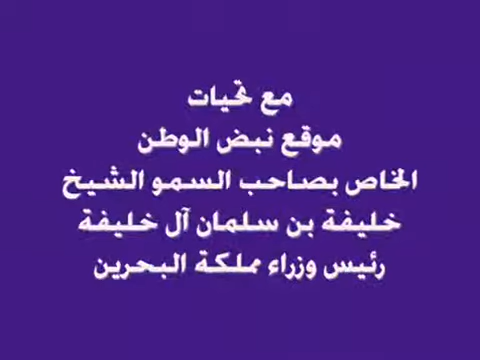 مع تحيات
موقع نبض الوطن
الخاص بصاحب السمو الشيخ
خليفة بن سلمان آل خليفة
رئيس وزراء مملكة البحرين